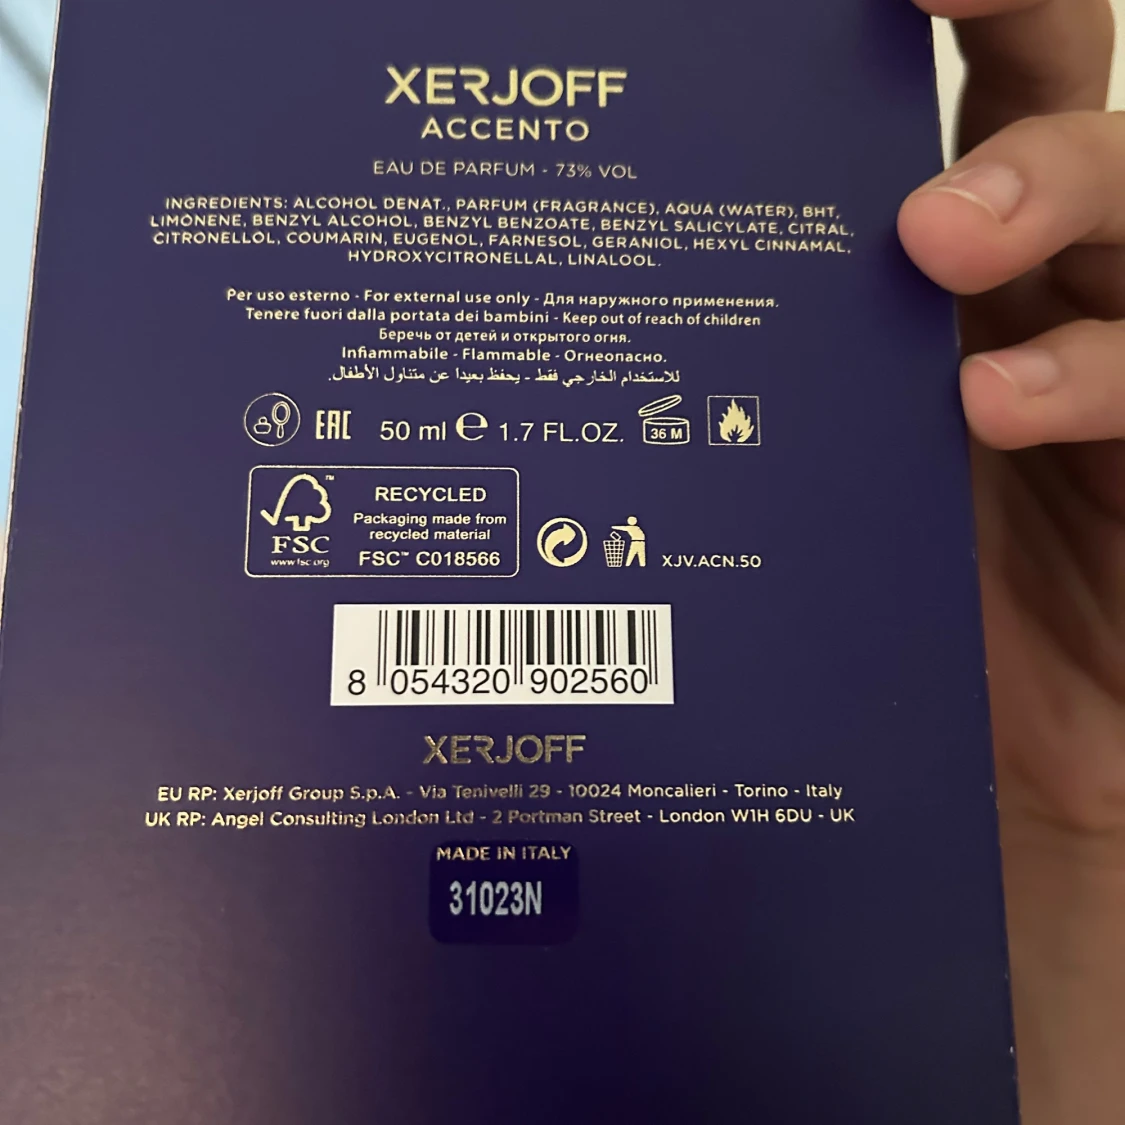 XERJOFF
ACCENTO
EAU DE PARFUM - 73% VOL
INGREDIENTS: ALCOHOL DENAT., PARFUM (FRAGRANCE), AQUA (WATER), BHT,
LIMONENE, BENZYL ALCOHOL, BENZYL BENZOATE, BENZYL SALICYLATE, CITRAL,
CITRONELLOL, COUMARIN, EUGENOL, FARNESOL, GERANIOL, HEXYL CINNAMAL,
HYDROXYCITRONELLAL, LINALOOL.
Per uso esterno - For external use only - Для наружного применения.
Tenere fuori dalla portata dei bambini - Keep out of reach of children
Беречь от детей и открытого огня.
Infiammabile - Flammable - Огнеопасно.
للاستخدام الخارجي فقط - يحفظ بعيدا عن متناول الأطفال.
EAC 50 ml e 1.7 FL.OZ. 36 M
RECYCLED
Packaging made from
recycled material
FSC™ C018566
FSC
www.fsc.org
XJV.ACN.50
8 054320 902560
XERJOFF
EU RP: Xerjoff Group S.p.A. - Via Tenivelli 29 - 10024 Moncalieri - Torino - Italy
UK RP: Angel Consulting London Ltd - 2 Portman Street - London W1H 6DU - UK
MADE IN ITALY
31023N